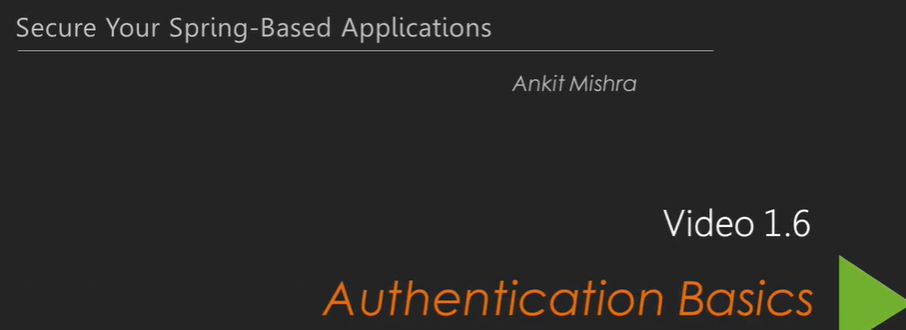 Secure Your Spring-Based Applications
Ankit Mishra
Video 1.6
Authentication Basics